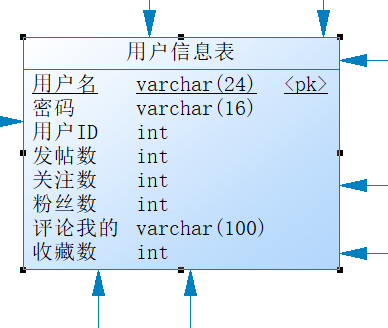 用户信息表
用户名 varchar(24) <pk>
密码 varchar(16)
用户ID int
发帖数 int
关注数 int
粉丝数 int
评论我的 varchar(100)
收藏数 int